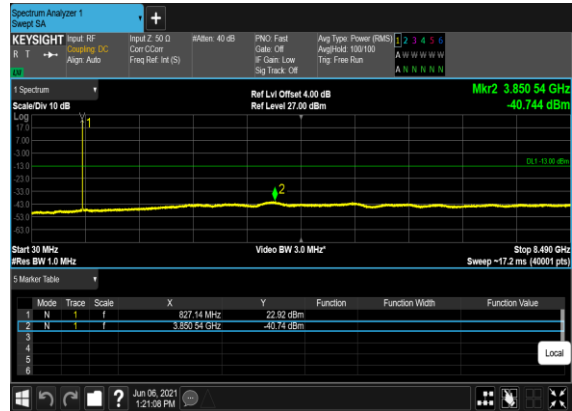 Spectrum Analyzer 1
Swept SA
+
KEYSIGHT Input: RF Input Z: 50 Ω #Atten: 40 dB PNO: Fast Avg Type: Power (RMS) 1 2 3 4 5 6
R T Coupling: DC Corr CCorr Gate: Off Avg|Hold: 100/100 A W W W W W
Align: Auto Freq Ref: Int (S) IF Gain: Low Trig: Free Run
Sig Track: Off A N N N N N
1 Spectrum Ref Lvl Offset 4.00 dB Mkr2 3.850 54 GHz
Scale/Div 10 dB Ref Level 27.00 dBm -40.744 dBm
Log
17.0
1
7.00
-3.00
-13.0 DL1 -13.00 dBm
-23.0
-33.0
2
-43.0
-53.0
-63.0
Start 30 MHz Video BW 3.0 MHz* Stop 8.490 GHz
#Res BW 1.0 MHz Sweep ~17.2 ms (40001 pts)
5 Marker Table
Mode Trace Scale X Y Function Function Width Function Value
1 N 1 f 827.14 MHz 22.92 dBm
2 N 1 f 3.850 54 GHz -40.74 dBm
3
4
5
6
Local
? Jun 06, 2021
1:21:08 PM